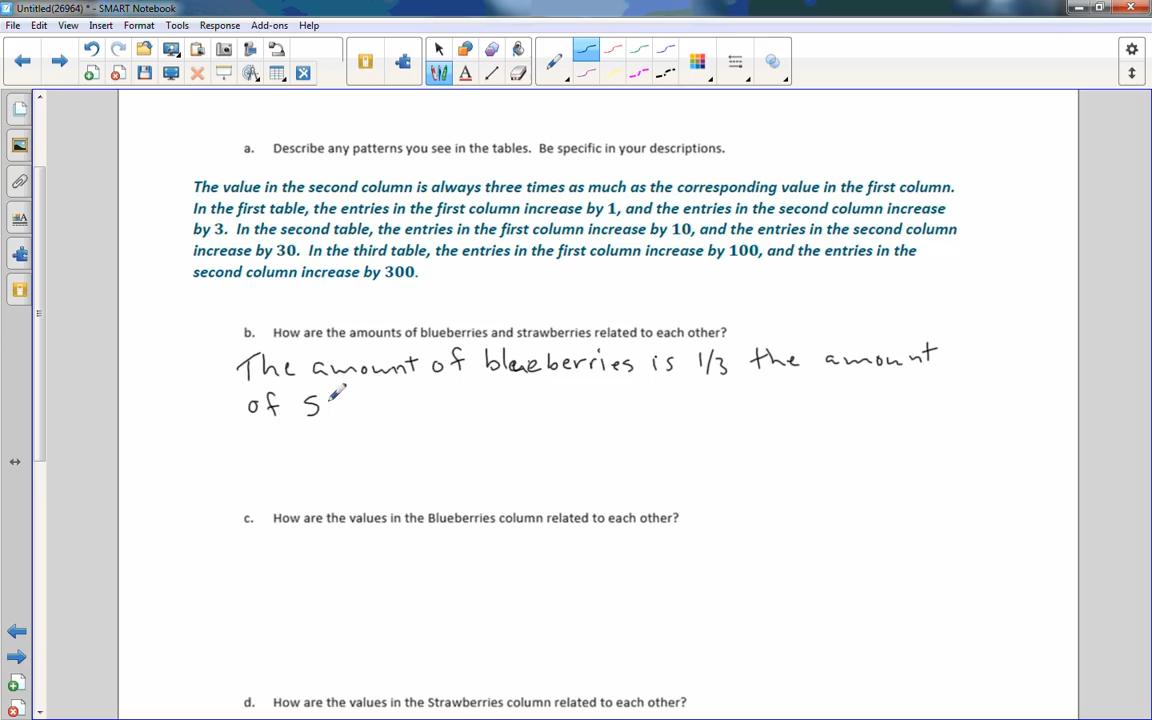 Untitled(26964) * - SMART Notebook
File Edit View Insert Format Tools Response Add-ons Help
a. Describe any patterns you see in the tables. Be specific in your descriptions.
The value in the second column is always three times as much as the corresponding value in the first column.
In the first table, the entries in the first column increase by 1, and the entries in the second column increase
by 3. In the second table, the entries in the first column increase by 10, and the entries in the second column
increase by 30. In the third table, the entries in the first column increase by 100, and the entries in the
second column increase by 300.
b. How are the amounts of blueberries and strawberries related to each other?
The amount of blueberries is 1/3 the amount
of S
c. How are the values in the Blueberries column related to each other?
d. How are the values in the Strawberries column related to each other?